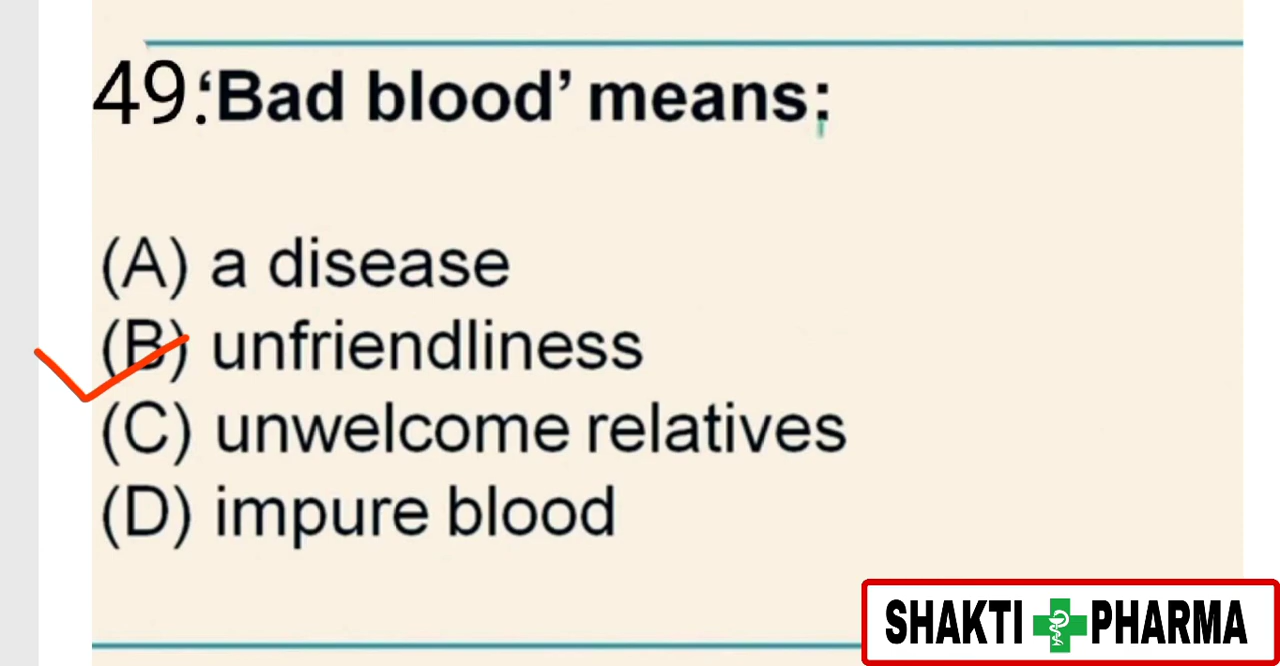 49.‘Bad blood’ means:
(A) a disease
(B) unfriendliness
(C) unwelcome relatives
(D) impure blood
SHAKTI PHARMA